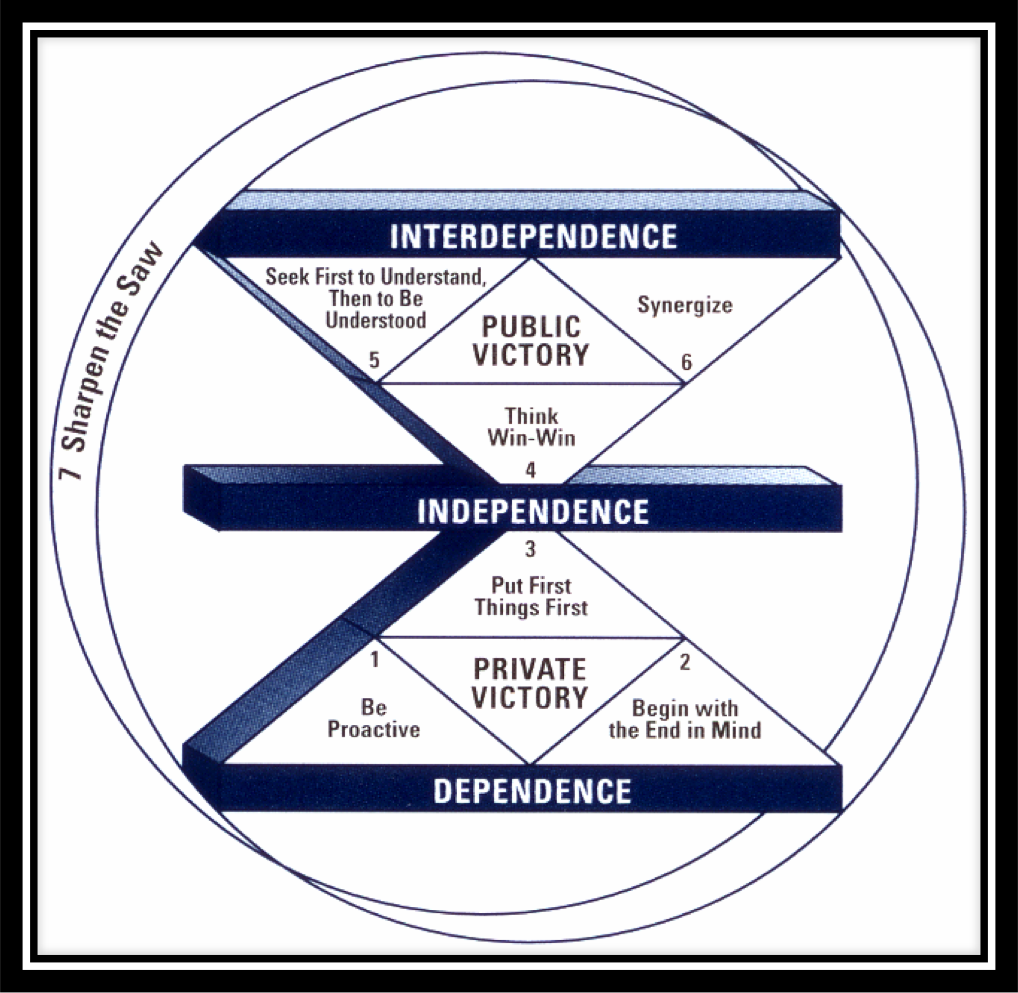 7 Sharpen the Saw
INTERDEPENDENCE
Seek First to Understand,
Then to Be
Understood
5
PUBLIC
VICTORY
Synergize
6
Think
Win-Win
4
INDEPENDENCE
3
Put First
Things First
1
Be
Proactive
PRIVATE
VICTORY
2
Begin with
the End in Mind
DEPENDENCE